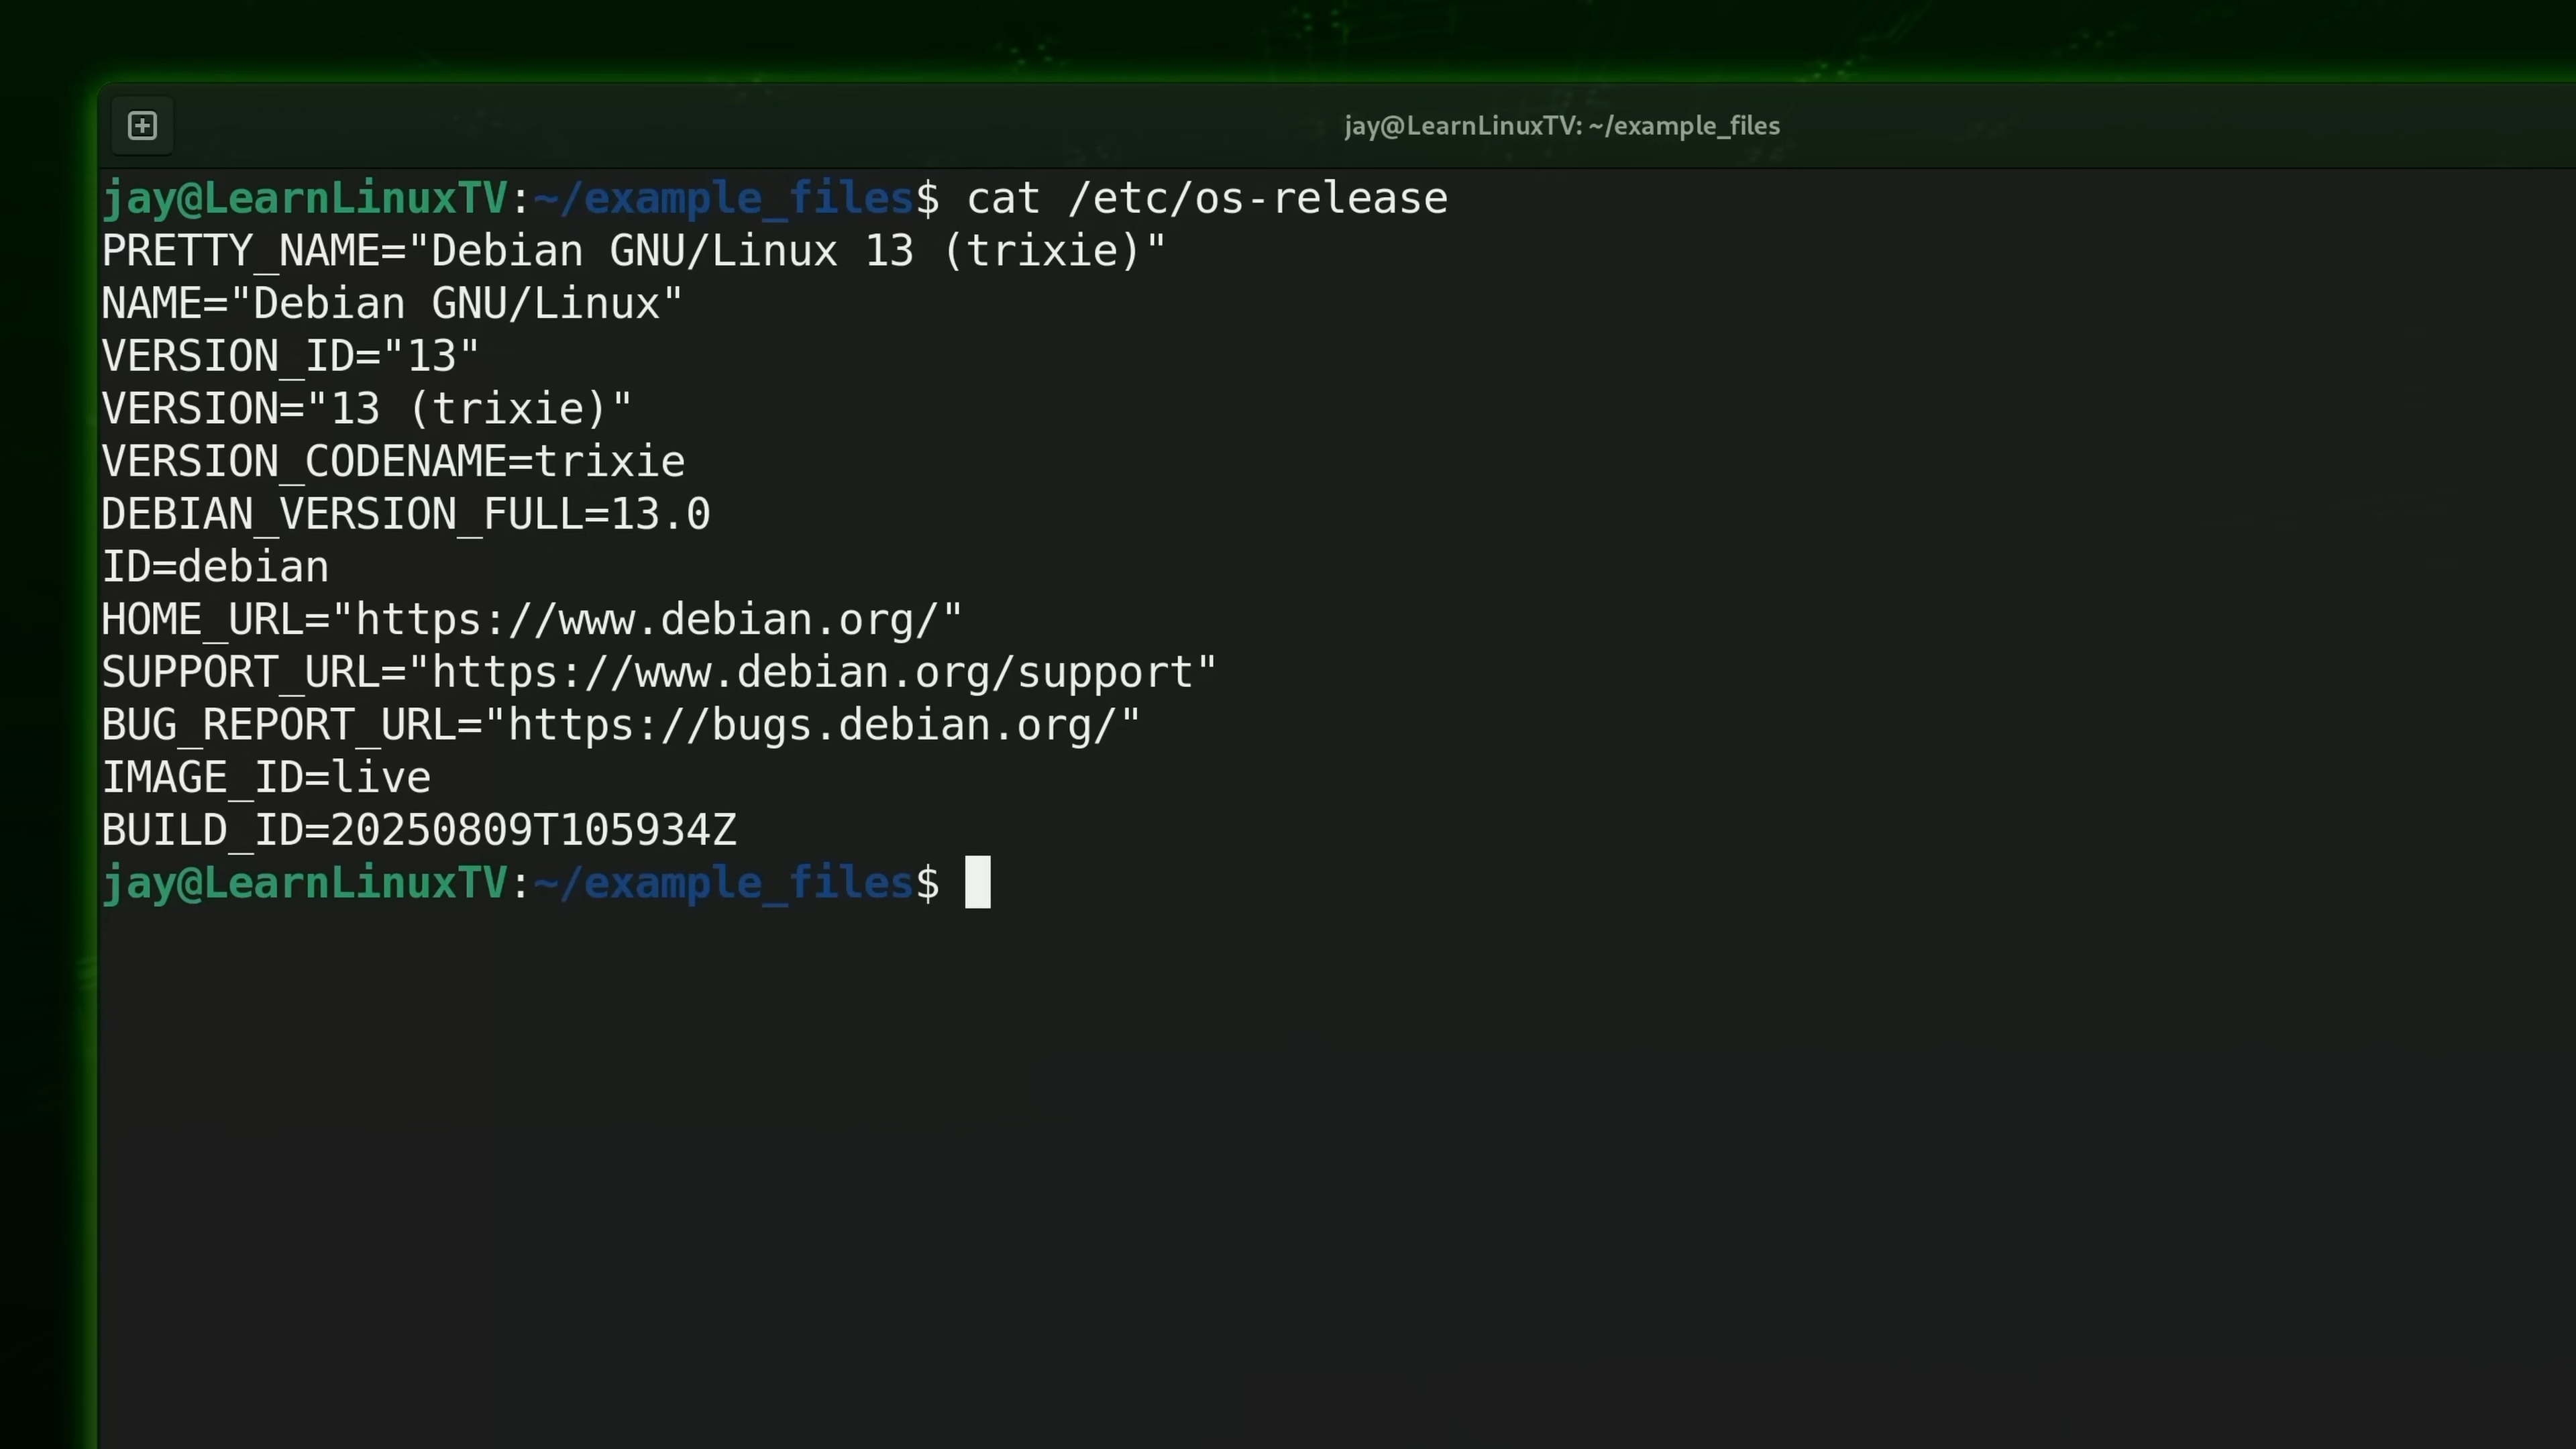 jay@LearnLinuxTV: ~/example_files
jay@LearnLinuxTV:~/example_files$ cat /etc/os-release
PRETTY_NAME="Debian GNU/Linux 13 (trixie)"
NAME="Debian GNU/Linux"
VERSION_ID="13"
VERSION="13 (trixie)"
VERSION_CODENAME=trixie
DEBIAN_VERSION_FULL=13.0
ID=debian
HOME_URL="https://www.debian.org/"
SUPPORT_URL="https://www.debian.org/support"
BUG_REPORT_URL="https://bugs.debian.org/"
IMAGE_ID=live
BUILD_ID=20250809T105934Z
jay@LearnLinuxTV:~/example_files$